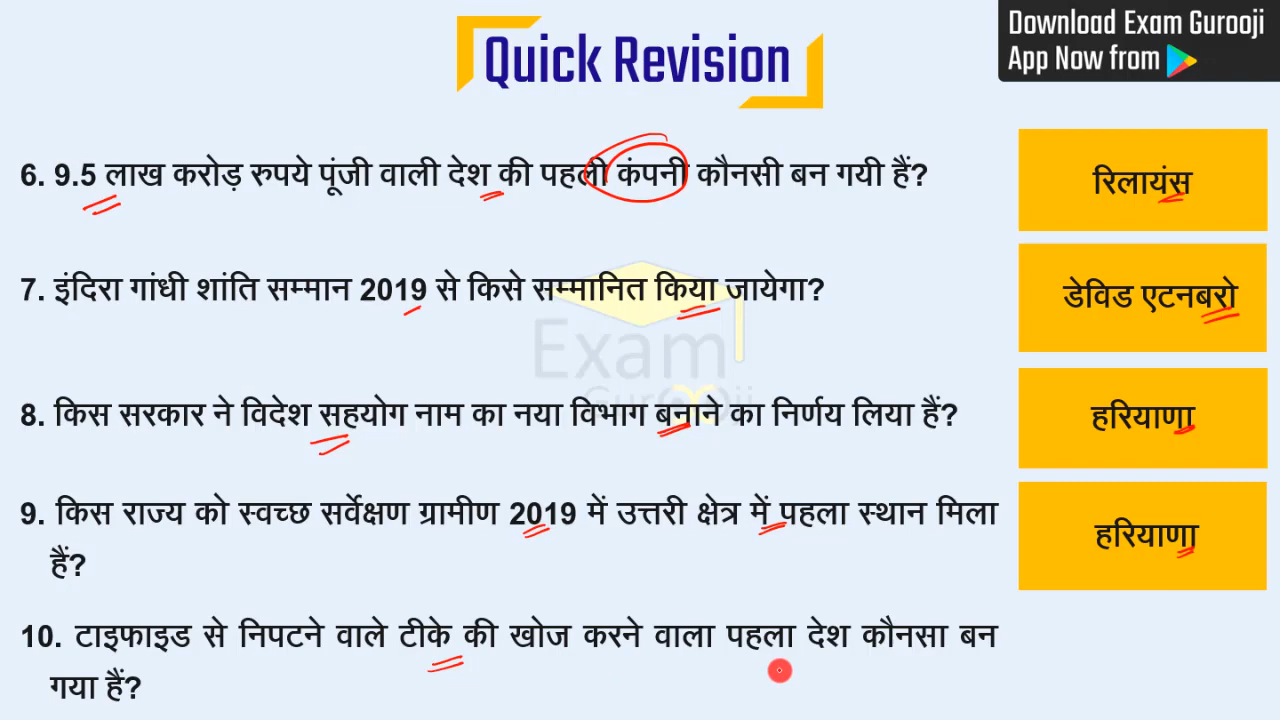 Quick Revision
Download Exam Gurooji
App Now from
6. 9.5 लाख करोड़ रुपये पूंजी वाली देश की पहली कंपनी कौनसी बन गयी हैं?
रिलायंस
7. इंदिरा गांधी शांति सम्मान 2019 से किसे सम्मानित किया जायेगा?
डेविड एटनबरो
Exam
Gurooji
8. किस सरकार ने विदेश सहयोग नाम का नया विभाग बनाने का निर्णय लिया हैं?
हरियाणा
9. किस राज्य को स्वच्छ सर्वेक्षण ग्रामीण 2019 में उत्तरी क्षेत्र में पहला स्थान मिला
हैं?
हरियाणा
10. टाइफाइड से निपटने वाले टीके की खोज करने वाला पहला देश कौनसा बन
गया हैं?